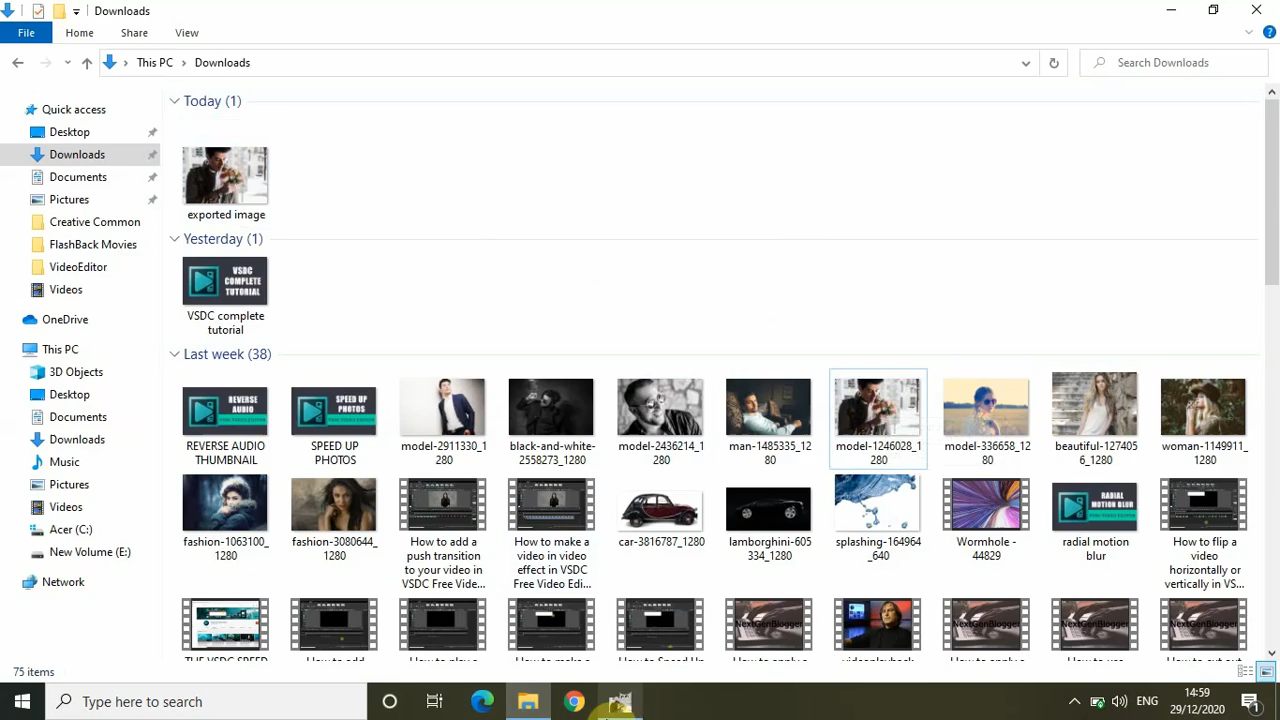 Downloads
File
Home
Share
View
This PC
Downloads
Search Downloads
Quick access
Desktop
Downloads
Documents
Pictures
Creative Common
FlashBack Movies
VideoEditor
Videos
OneDrive
This PC
3D Objects
Desktop
Documents
Downloads
Music
Pictures
Videos
Acer (C:)
New Volume (E:)
Network
Today (1)
exported image
Yesterday (1)
VSDC
COMPLETE
TUTORIAL
VSDC complete
tutorial
Last week (38)
REVERSE
AUDIO
SPEED UP
PHOTOS
REVERSE AUDIO
THUMBNAIL
SPEED UP
PHOTOS
model-2911330_1
280
black-and-white-
2558273_1280
model-2436214_1
280
man-1485335_12
80
model-1246028_1
280
model-336658_12
80
beautiful-127405
6_1280
woman-1149911_
1280
RADIAL
TUTORIAL
fashion-1063100_
1280
fashion-3080644_
1280
How to add a
push transition
to your video in
VSDC Free Vide...
How to make a
video in video
effect in VSDC
Free Video Edi...
car-3816787_1280
lamborghini-605
334_1280
splashing-164964
_640
Wormhole -
44829
radial motion
blur
How to flip a
video
horizontally or
vertically in VS...
NextGenBlogger
NextGenBlogger
NextGenBlogger
NextGenBlogger
75 items
Type here to search
ENG
14:59
29/12/2020